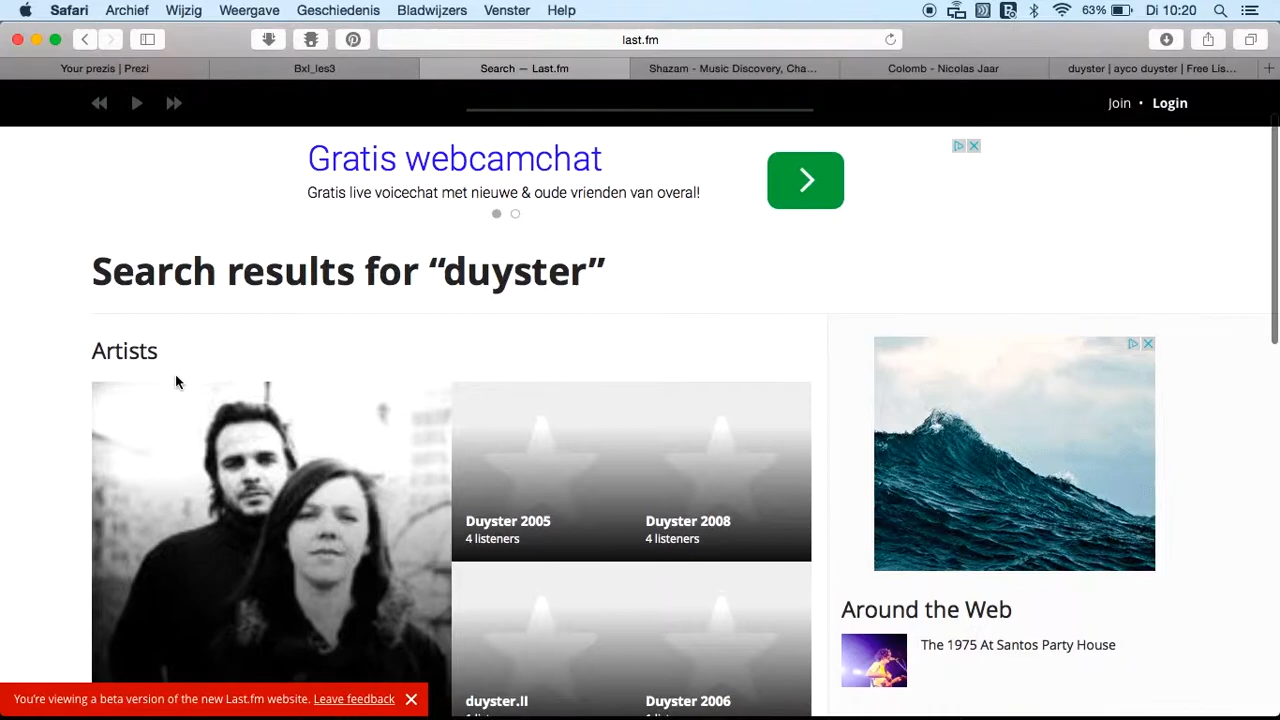 Safari Archief Wijzig Weergave Geschiedenis Bladwijzers Venster Help 63% Di 10:20
last.fm
Your prezis | Prezi Bxl_les3 Search — Last.fm Shazam - Music Discovery, Cha... Colomb - Nicolas Jaar duyster | ayco duyster | Free Lis...
Join • Login
Gratis webcamchat
Gratis live voicechat met nieuwe & oude vrienden van overal!
Search results for “duyster”
Artists
Duyster 2005
4 listeners
Duyster 2008
4 listeners
duyster.ll
Duyster 2006
Around the Web
The 1975 At Santos Party House
You're viewing a beta version of the new Last.fm website. Leave feedback